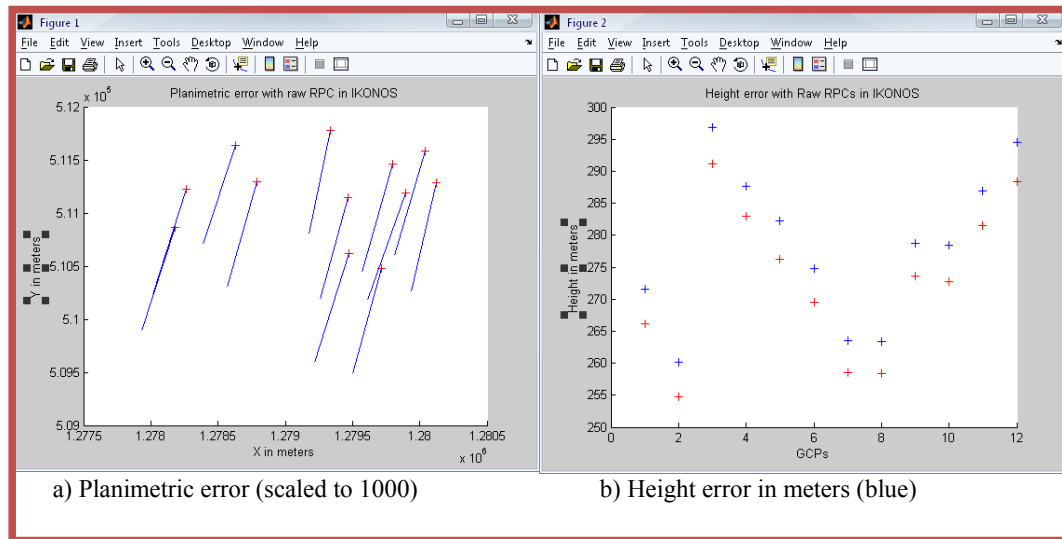 Figure 1
File Edit View Insert Tools Desktop Window Help
Planimetric error with raw RPC in IKONOS
x 10^5
5.12
5.115
5.11
5.105
5.1
5.095
5.09
Y in meters
1.2775 1.278 1.2785 1.279 1.2795 1.28 1.2805
X in meters
x 10^6
a) Planimetric error (scaled to 1000)
Figure 2
File Edit View Insert Tools Desktop Window Help
Height error with Raw RPCs in IKONOS
300
295
290
285
280
275
270
265
260
255
250
Height in meters
0 2 4 6 8 10 12
GCPs
b) Height error in meters (blue)